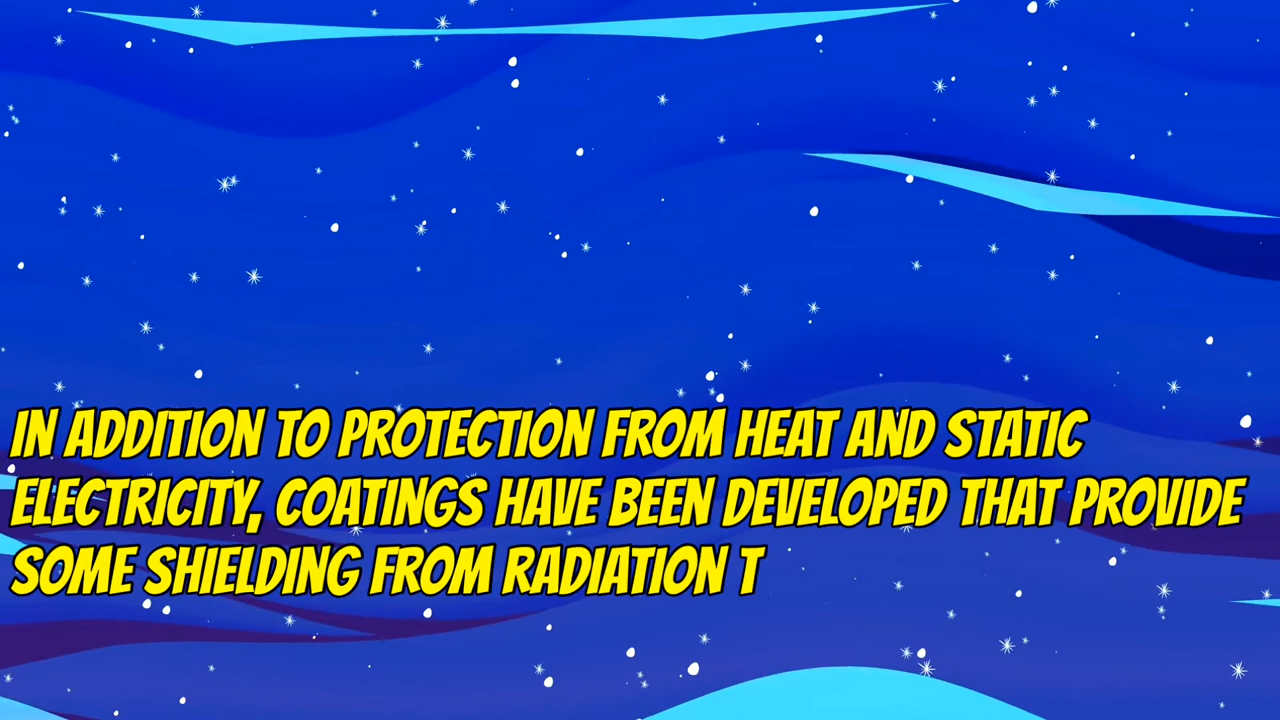 IN ADDITION TO PROTECTION FROM HEAT AND STATIC
ELECTRICITY, COATINGS HAVE BEEN DEVELOPED THAT PROVIDE
SOME SHIELDING FROM RADIATION T